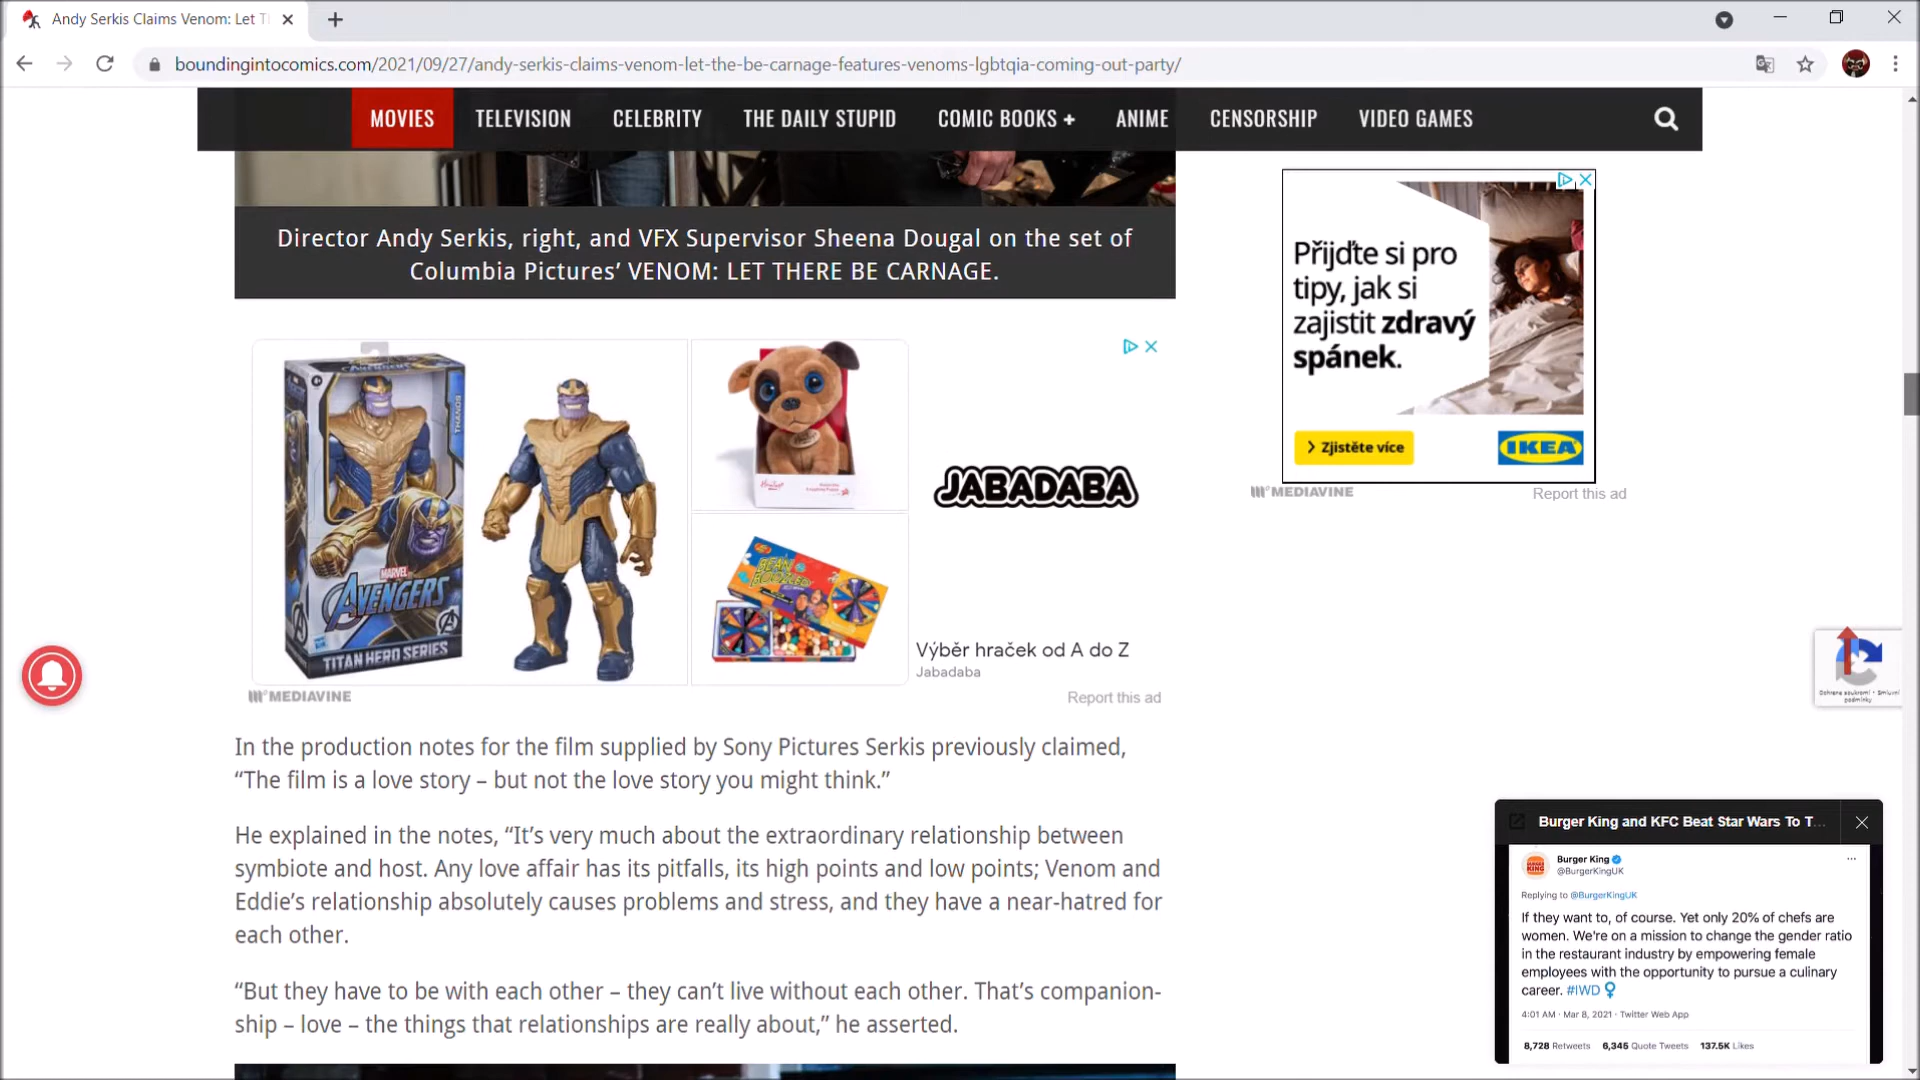 Andy Serkis Claims Venom: Let T
boundingintocomics.com/2021/09/27/andy-serkis-claims-venom-let-the-be-carnage-features-venoms-lgbtqia-coming-out-party/
MOVIES TELEVISION CELEBRITY THE DAILY STUPID COMIC BOOKS + ANIME CENSORSHIP VIDEO GAMES
Director Andy Serkis, right, and VFX Supervisor Sheena Dougal on the set of
Columbia Pictures’ VENOM: LET THERE BE CARNAGE.
THANOS
MARVEL
AVENGERS
TITAN HERO SERIES
BEAN
BOOZLED
JABADABA
Výběr hraček od A do Z
Jabadaba
MEDIAVINE
Report this ad
Přijďte si pro
tipy, jak si
zajistit zdravý
spánek.
Zjistěte více
IKEA
MEDIAVINE
Report this ad
In the production notes for the film supplied by Sony Pictures Serkis previously claimed,
“The film is a love story – but not the love story you might think.”
He explained in the notes, “It’s very much about the extraordinary relationship between
symbiote and host. Any love affair has its pitfalls, its high points and low points; Venom and
Eddie’s relationship absolutely causes problems and stress, and they have a near-hatred for
each other.
“But they have to be with each other – they can’t live without each other. That’s companion-
ship – love – the things that relationships are really about,” he asserted.
Ochrana soukromí • Smluvní
podmínky
Burger King and KFC Beat Star Wars To T...
BURGER KING
Burger King
@BurgerKingUK
Replying to @BurgerKingUK
If they want to, of course. Yet only 20% of chefs are
women. We're on a mission to change the gender ratio
in the restaurant industry by empowering female
employees with the opportunity to pursue a culinary
career. #IWD
4:01 AM · Mar 8, 2021 · Twitter Web App
8,728 Retweets 6,345 Quote Tweets 137.5K Likes